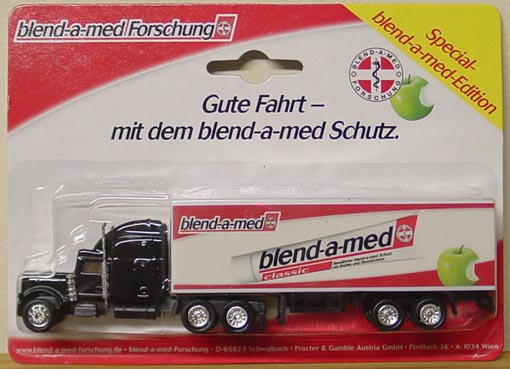 blend-a-med Forschung
Special-
blend-a-med-Edition
BLEND-A-MED
FORSCHUNG
Gute Fahrt –
mit dem blend-a-med Schutz.
blend-a-med
blend-a-med
classic
www.blend-a-med-forschung.de • blend-a-med-Forschung • D-65823 Schwalbach • Procter & Gamble Austria GmbH • Postfach 36 • A-1034 Wien